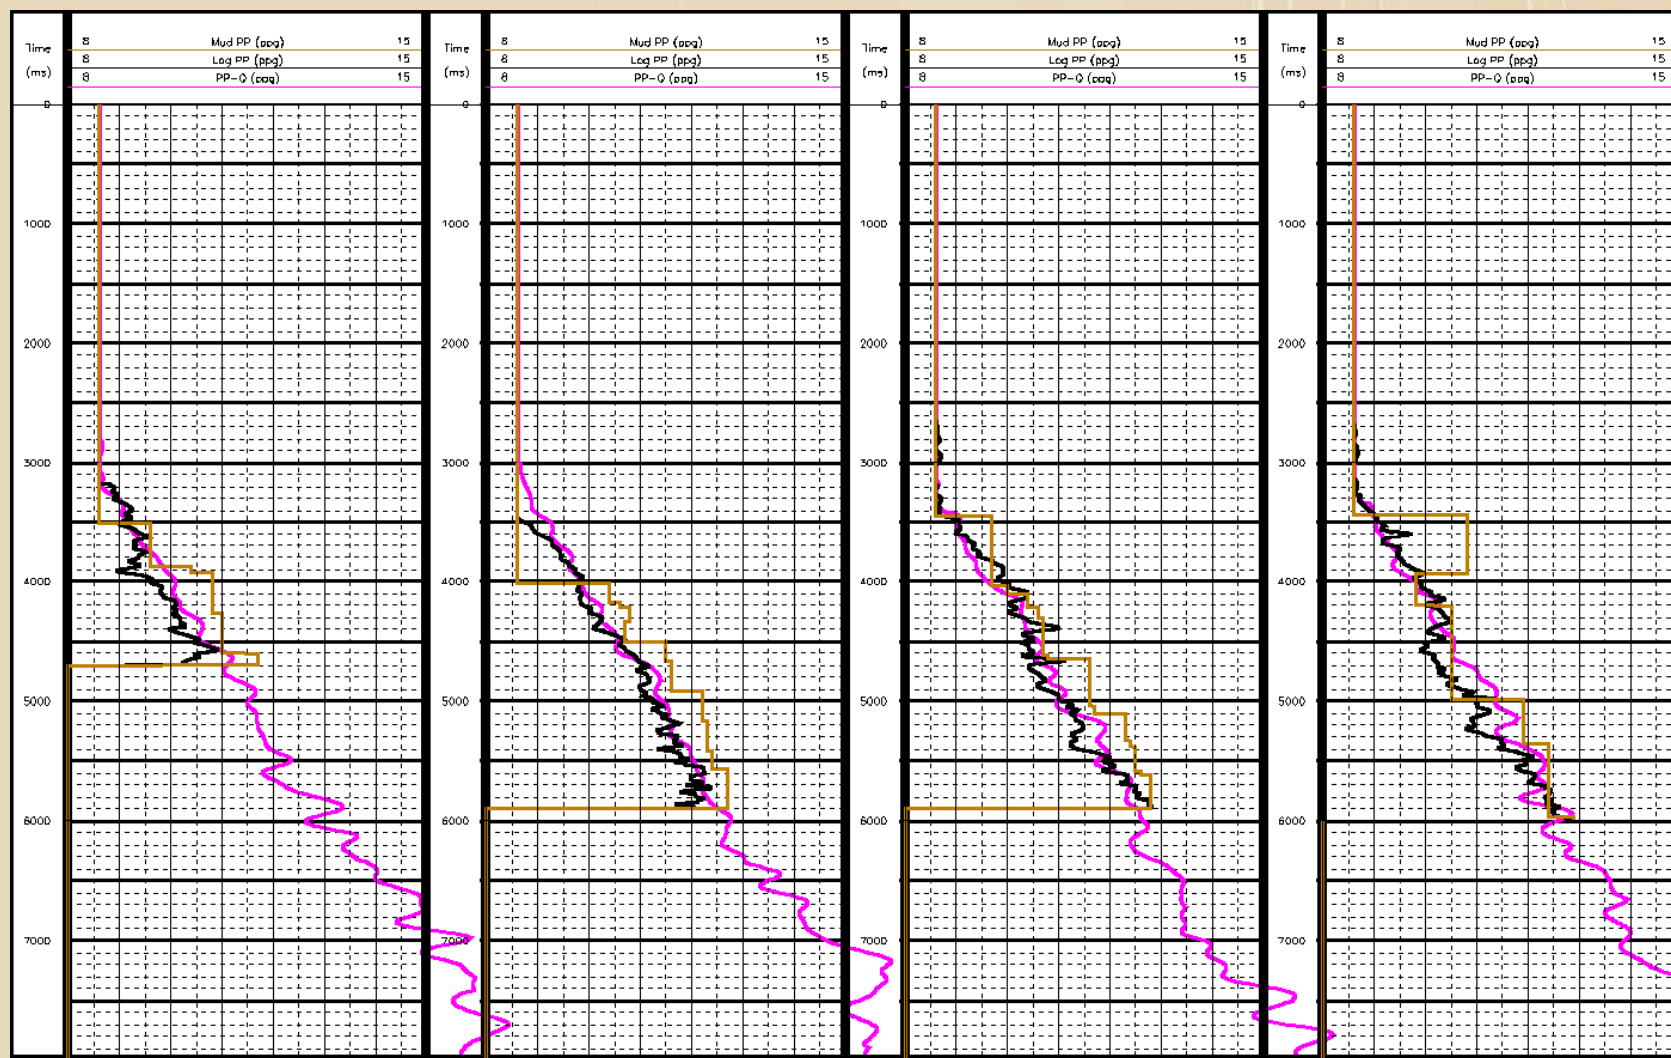 8 Mud PP (ppg) 15 8 Mud PP (ppg) 15 8 Mud PP (ppg) 15 8 Mud PP (ppg) 15
Time Time Time Time
8 Log PP (ppg) 15 8 Log PP (ppg) 15 8 Log PP (ppg) 15 8 Log PP (ppg) 15
(ms) (ms) (ms) (ms)
8 PP-Q (ppg) 15 8 PP-Q (ppg) 15 8 PP-Q (ppg) 15 8 PP-Q (ppg) 15
0 0 0 0
1000 1000 1000 1000
2000 2000 2000 2000
3000 3000 3000 3000
4000 4000 4000 4000
5000 5000 5000 5000
6000 6000 6000 6000
7000 7000 7000 7000